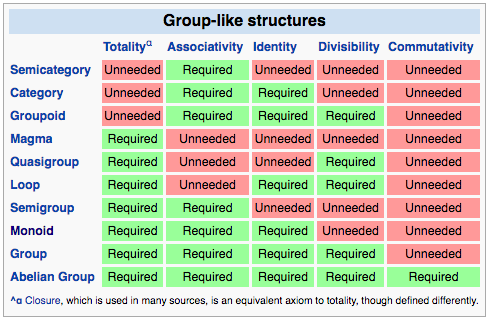 Group-like structures
Totalityα Associativity Identity Divisibility Commutativity
Semicategory Unneeded Required Unneeded Unneeded Unneeded
Category Unneeded Required Required Unneeded Unneeded
Groupoid Unneeded Required Required Required Unneeded
Magma Required Unneeded Unneeded Unneeded Unneeded
Quasigroup Required Unneeded Unneeded Required Unneeded
Loop Required Unneeded Required Required Unneeded
Semigroup Required Required Unneeded Unneeded Unneeded
Monoid Required Required Required Unneeded Unneeded
Group Required Required Required Required Unneeded
Abelian Group Required Required Required Required Required
^α Closure, which is used in many sources, is an equivalent axiom to totality, though defined differently.